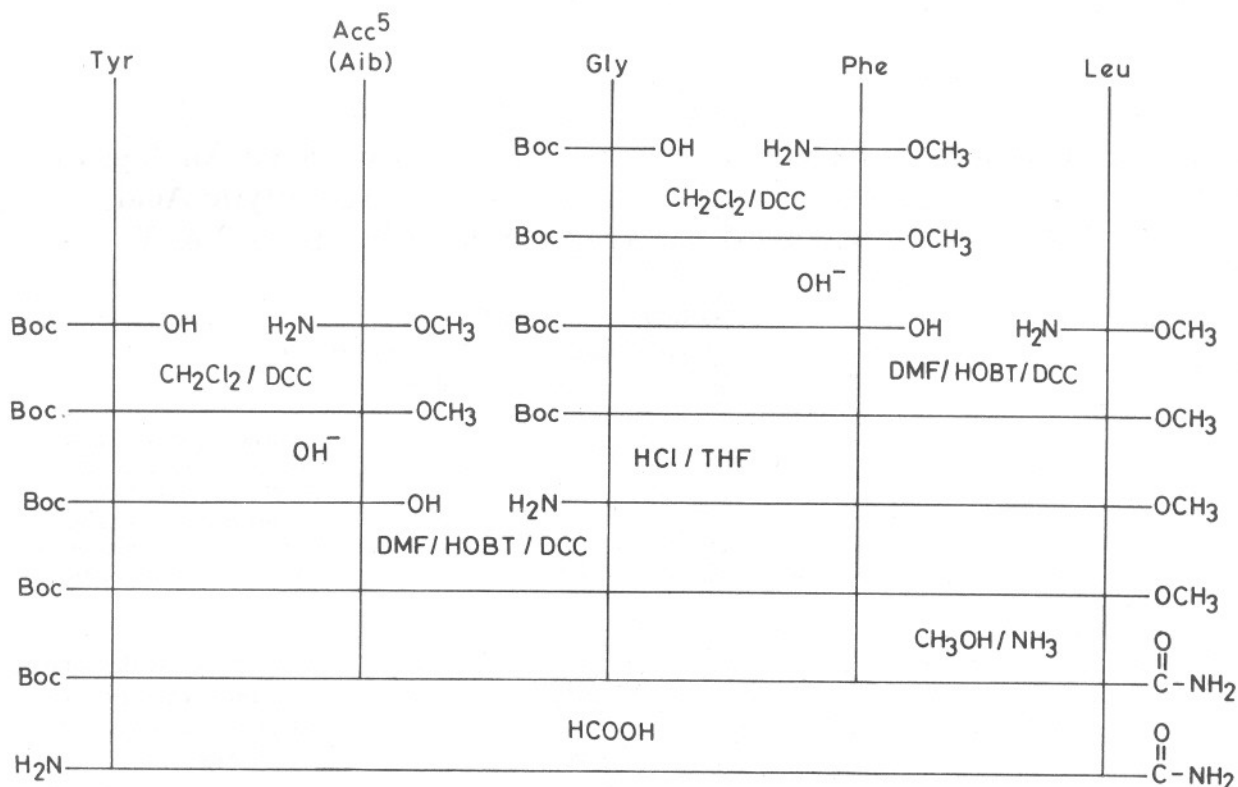 Tyr Acc⁵ (Aib) Gly Phe Leu
Boc OH H₂N OCH₃
CH₂Cl₂/DCC
Boc OCH₃
OH⁻
Boc OH H₂N OCH₃ Boc OH H₂N OCH₃
CH₂Cl₂ / DCC DMF/HOBT/DCC
Boc OCH₃ Boc OCH₃
OH⁻ HCl / THF
Boc OH H₂N OCH₃
DMF/HOBT / DCC
Boc OCH₃
CH₃OH/NH₃
Boc O C-NH₂
HCOOH
H₂N O C-NH₂